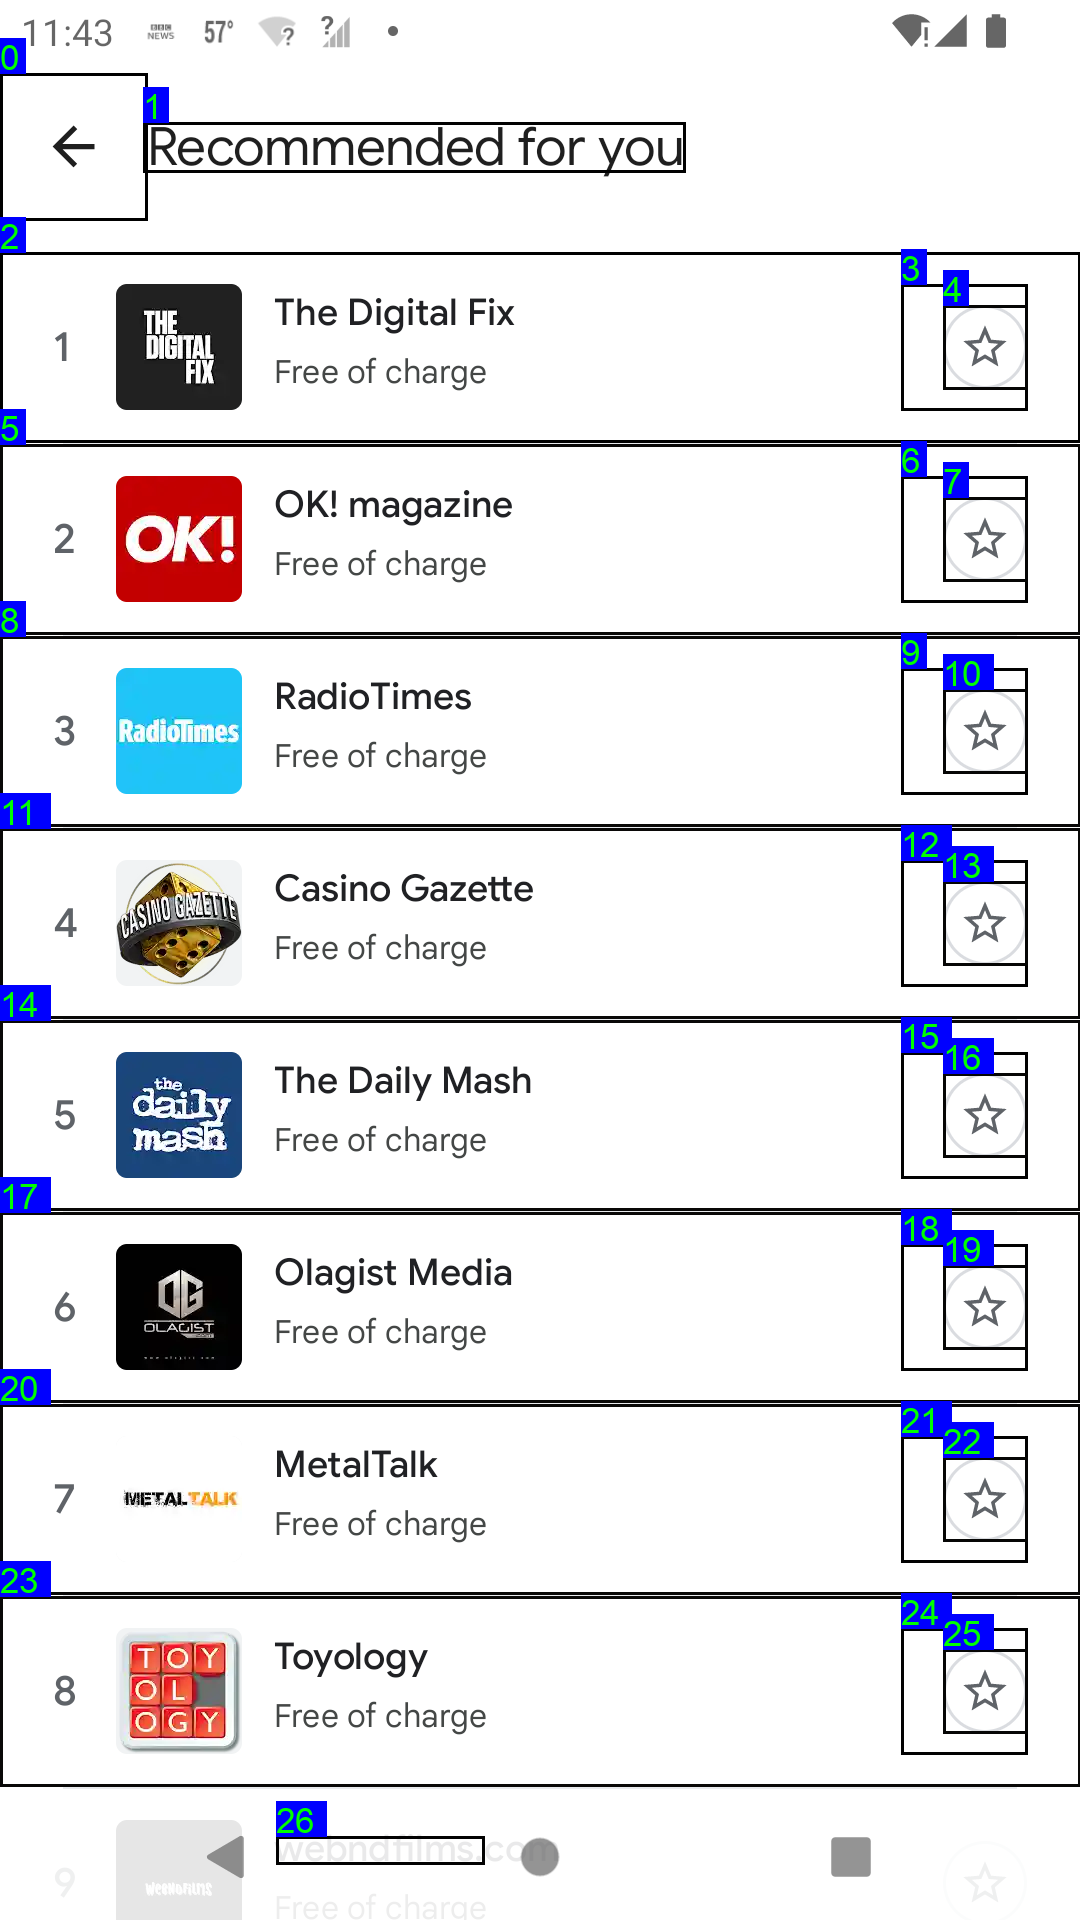 11:43 BBC NEWS 57° ? ? !
0
1
Recommended for you
2
3
4
1
THE DIGITAL FIX
The Digital Fix
Free of charge
5
6
7
2
OK!
OK! magazine
Free of charge
8
9
10
3
RadioTimes
RadioTimes
Free of charge
11
12
13
4
CASINO GAZETTE
Casino Gazette
Free of charge
14
15
16
5
the daily mash
The Daily Mash
Free of charge
17
18
19
6
OG OLAGIST
Olagist Media
Free of charge
20
21
22
7
METALTALK
MetalTalk
Free of charge
23
24
25
8
TOY OL OGY
Toyology
Free of charge
26
9
webndfilms.com
Free of charge